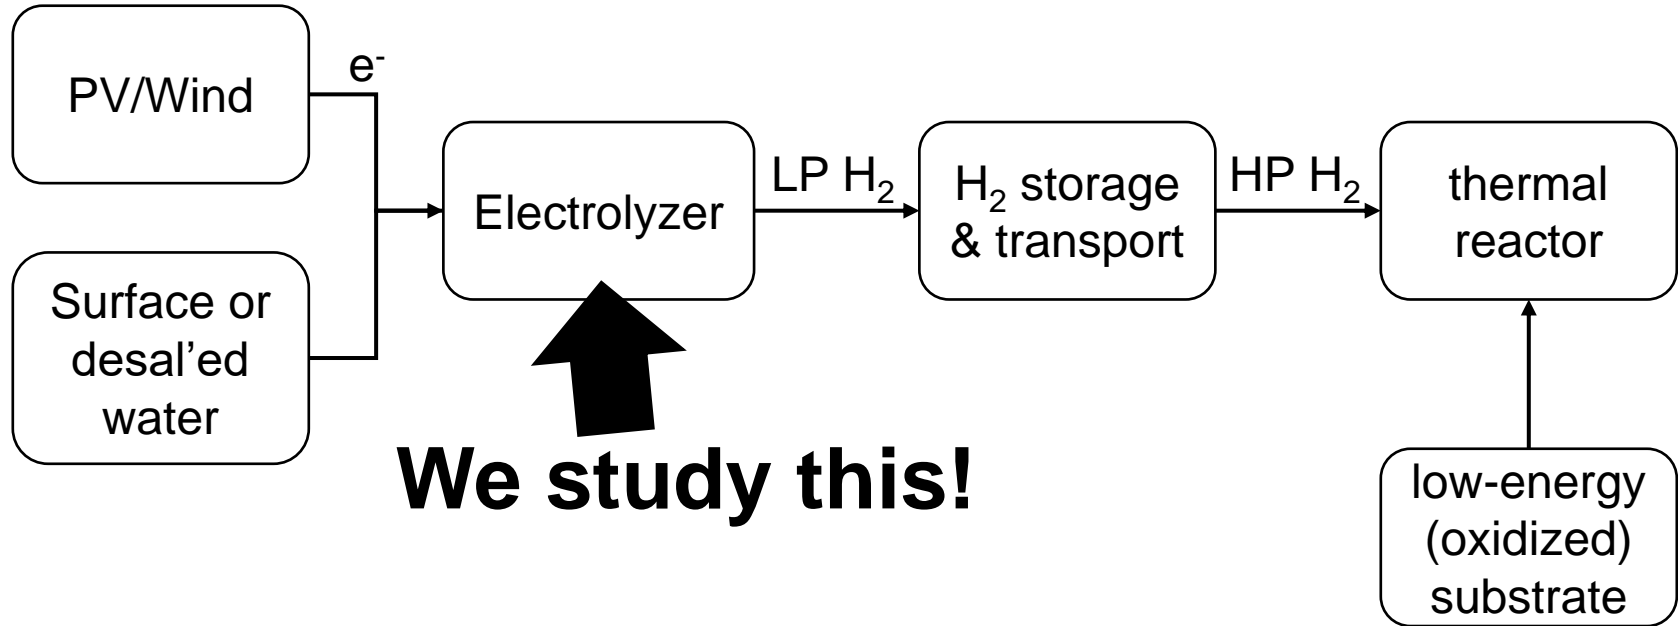 PV/Wind
e⁻
Surface or
desal’ed
water
Electrolyzer
LP H₂
H₂ storage
& transport
HP H₂
thermal
reactor
We study this!
low-energy
(oxidized)
substrate